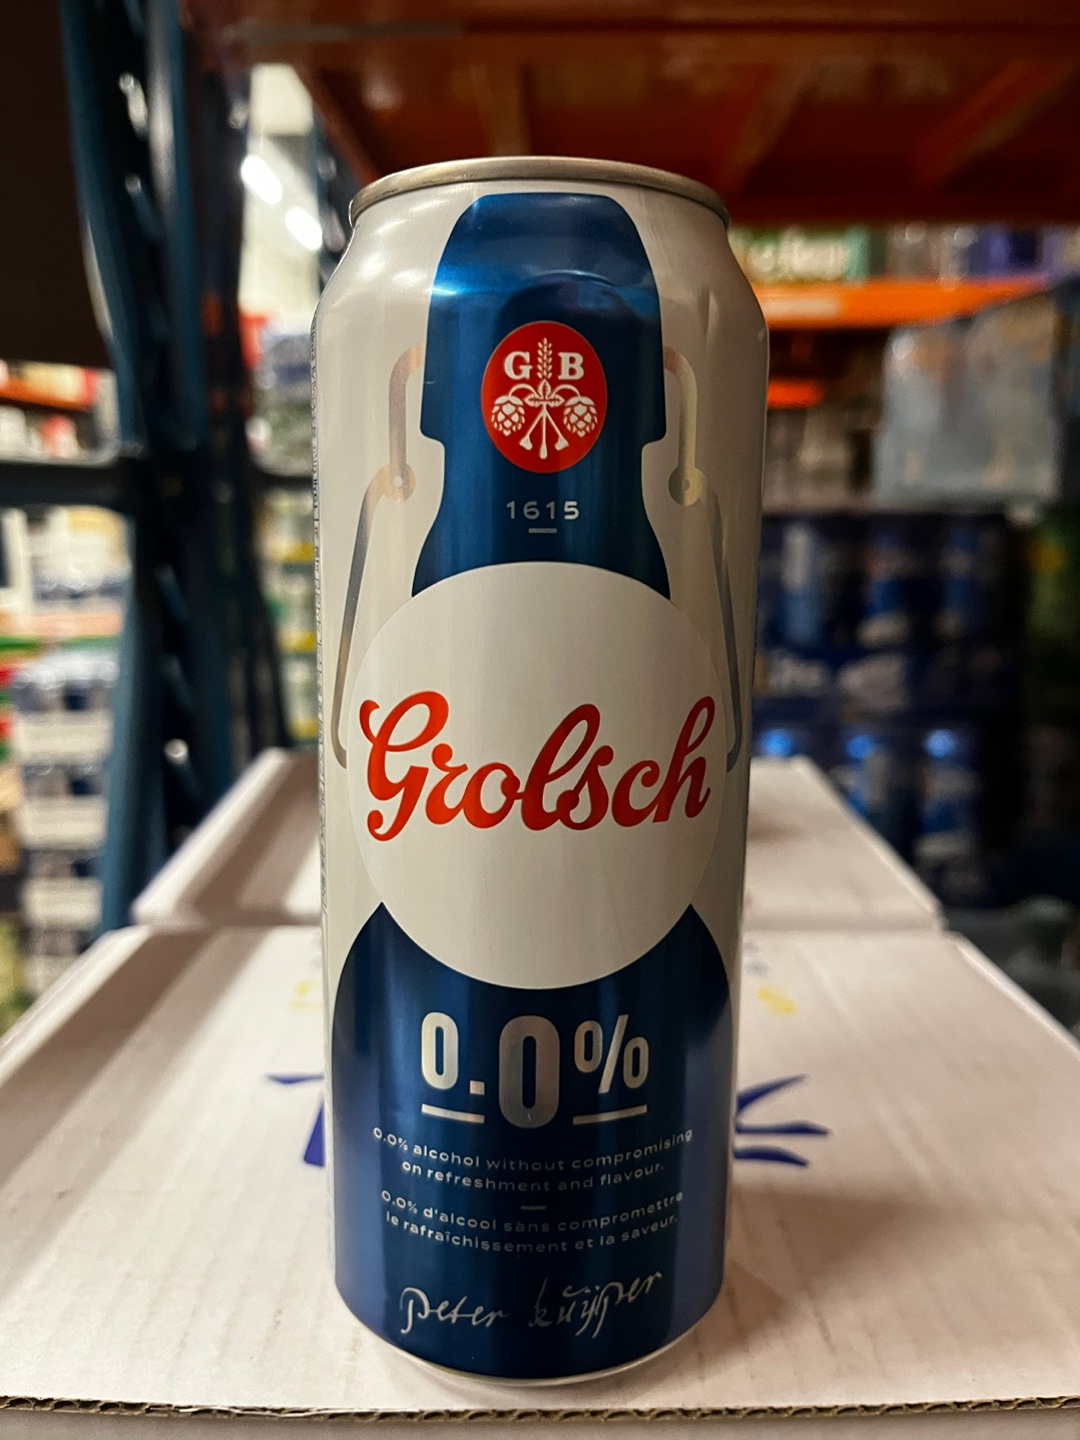 G B
1615
Grolsch
0.0%
0.0% alcohol without compromising
on refreshment and flavour.
0.0% d'alcool sans compromettre
le rafraîchissement et la saveur.
peter kuÿper